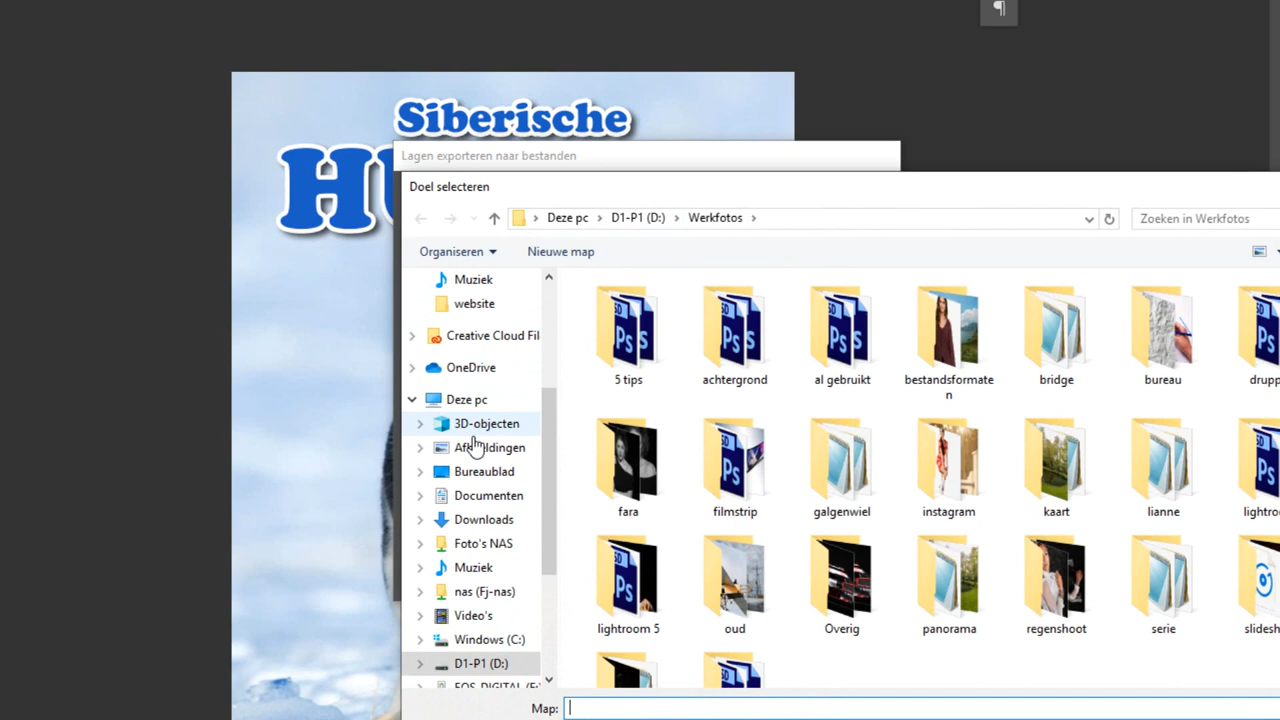 ¶
Siberische
HU
Lagen exporteren naar bestanden
Doel selecteren
Deze pc > D1-P1 (D:) > Werkfotos >
Zoeken in Werkfotos
Organiseren
Nieuwe map
Muziek
website
Creative Cloud Fil
OneDrive
Deze pc
3D-objecten
Afbeeldingen
Bureaublad
Documenten
Downloads
Foto's NAS
Muziek
nas (Fj-nas)
Video's
Windows (C:)
D1-P1 (D:)
EOS_DIGITAL (F:)
5 tips
achtergrond
al gebruikt
bestandsformate
n
bridge
bureau
drupp
fara
filmstrip
galgenwiel
instagram
kaart
lianne
lightroo
lightroom 5
oud
Overig
panorama
regenshoot
serie
slidesh
Map: